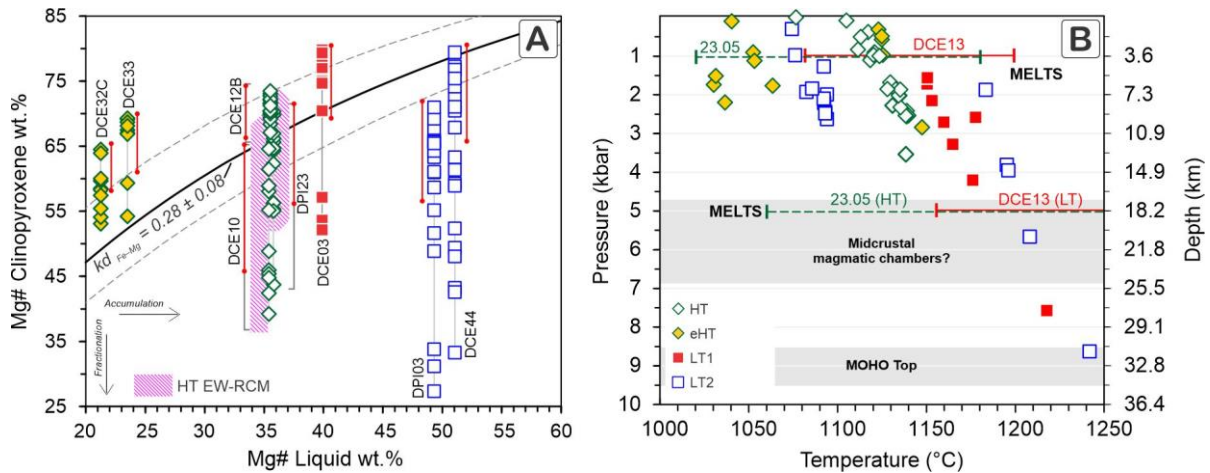 85
75
65
55
45
35
25
20
25
30
35
40
45
50
55
60
Mg# Clinopyroxene wt.%
Mg# Liquid wt.%
A
DCE32C
DCE33
DCE12B
DCE10
DPI23
DCE03
DPI03
DCE44
kd Fe–Mg = 0.28 ± 0.08
Accumulation
Fractionation
HT EW-RCM
B
1
2
3
4
5
6
7
8
9
10
Pressure (kbar)
1000
1050
1100
1150
1200
1250
Temperature (°C)
3.6
7.3
10.9
14.9
18.2
21.8
25.5
29.1
32.8
36.4
Depth (km)
23.05
DCE13
MELTS
MELTS
23.05 (HT)
DCE13 (LT)
Midcrustal
magmatic chambers?
MOHO Top
HT
eHT
LT1
LT2